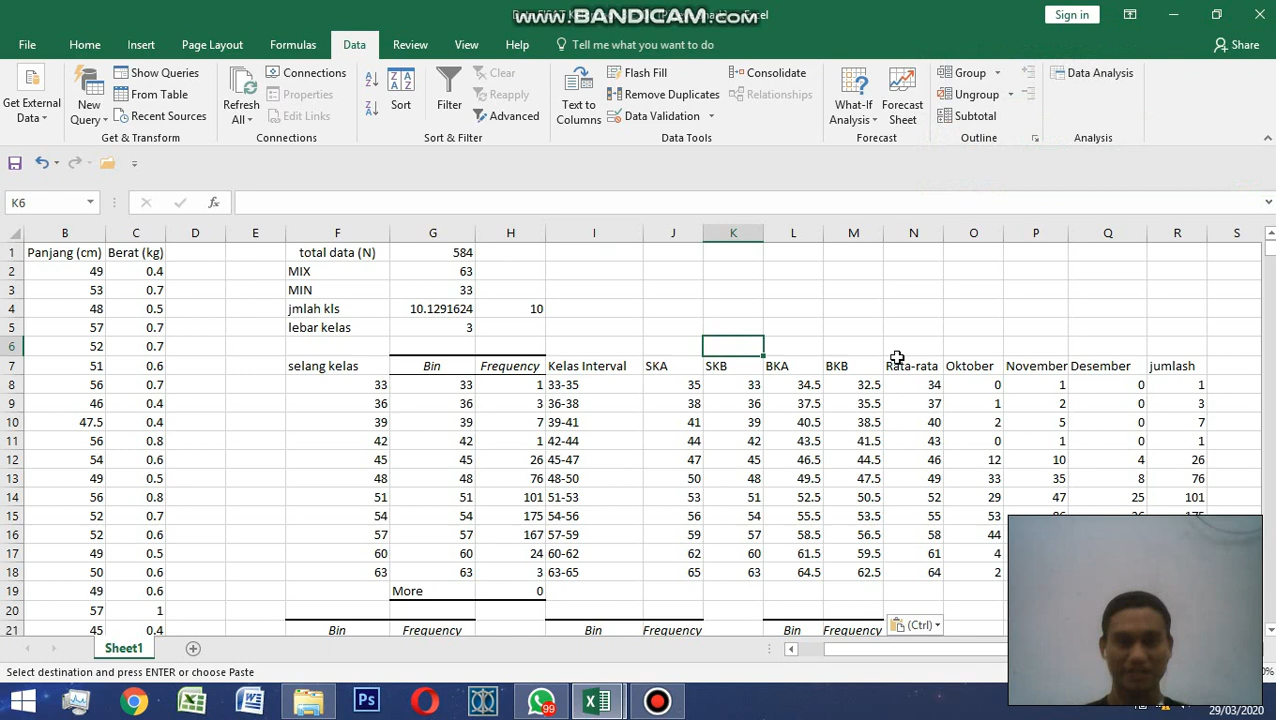 www.BANDICAM.com
Excel
Sign in
File Home Insert Page Layout Formulas Data Review View Help Tell me what you want to do Share
Get External Data
New Query
Show Queries
From Table
Recent Sources
Get & Transform
Refresh All
Connections
Properties
Edit Links
Connections
Sort
Filter
Clear
Reapply
Advanced
Sort & Filter
Text to Columns
Flash Fill
Remove Duplicates
Data Validation
Consolidate
Relationships
Data Tools
What-If Analysis
Forecast Sheet
Forecast
Group
Ungroup
Subtotal
Outline
Data Analysis
Analysis
K6 fx
B C D E F G H I J K L M N O P Q R S
1 Panjang (cm) Berat (kg) total data (N) 584
2 49 0.4 MIX 63
3 53 0.7 MIN 33
4 48 0.5 jmlah kls 10.1291624 10
5 57 0.7 lebar kelas 3
6 52 0.7
7 51 0.6 selang kelas Bin Frequency Kelas Interval SKA SKB BKA BKB Rata-rata Oktober November Desember jumlash
8 56 0.7 33 33 1 33-35 35 33 34.5 32.5 34 0 1 0 1
9 46 0.4 36 36 3 36-38 38 36 37.5 35.5 37 1 2 0 3
10 47.5 0.4 39 39 7 39-41 41 39 40.5 38.5 40 2 5 0 7
11 56 0.8 42 42 1 42-44 44 42 43.5 41.5 43 0 1 0 1
12 54 0.6 45 45 26 45-47 47 45 46.5 44.5 46 12 10 4 26
13 49 0.5 48 48 76 48-50 50 48 49.5 47.5 49 33 35 8 76
14 56 0.8 51 51 101 51-53 53 51 52.5 50.5 52 29 47 25 101
15 52 0.7 54 54 175 54-56 56 54 55.5 53.5 55 53
16 52 0.6 57 57 167 57-59 59 57 58.5 56.5 58 44
17 49 0.5 60 60 24 60-62 62 60 61.5 59.5 61 4
18 50 0.6 63 63 3 63-65 65 63 64.5 62.5 64 2
19 49 0.6 More 0
20 57 1
21 45 0.4 Bin Frequency Bin Frequency Bin Frequency
(Ctrl)
Sheet1
Select destination and press ENTER or choose Paste
99
29/03/2020